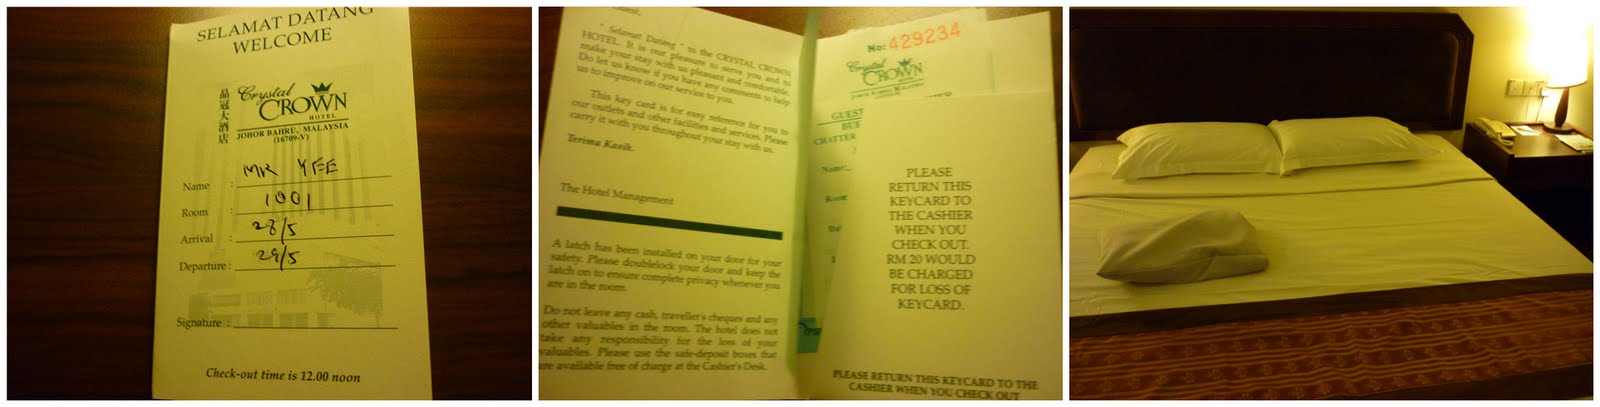 SELAMAT DATANG
WELCOME
品冠大酒店
Crystal
CROWN
HOTEL
JOHOR BAHRU, MALAYSIA
(16709-V)
Name : MR YEE
Room : 1001
Arrival : 28/5
Departure : 29/5
Signature :
Check-out time is 12.00 noon
" Selamat Datang " to the CRYSTAL CROWN
HOTEL. It is our pleasure to serve you and to
make your stay with us pleasant and comfortable.
Do let us know if you have any comments to help
us to improve on our service to you.
This key card is for easy reference for you to
our outlets and other facilities and services. Please
carry it with you throughout your stay with us.
Terima Kasih.
The Hotel Management
A latch has been installed on your door for your
safety. Please doublelock your door and keep the
latch on to ensure complete privacy whenever you
are in the room.
Do not leave any cash, traveller's cheques and any
other valuables in the room. The hotel does not
take any responsibility for the loss of your
valuables. Please use the safe-deposit boxes that
are available free of charge at the Cashier's Desk.
No: 429234
Crystal
CROWN
HOTEL
JOHOR BAHRU MALAYSIA
GUEST
BUF
CHATTER
Name:
Room
PLEASE
RETURN THIS
KEYCARD TO
THE CASHIER
WHEN YOU
CHECK OUT.
RM 20 WOULD
BE CHARGED
FOR LOSS OF
KEYCARD.
PLEASE RETURN THIS KEYCARD TO THE
CASHIER WHEN YOU CHECK OUT